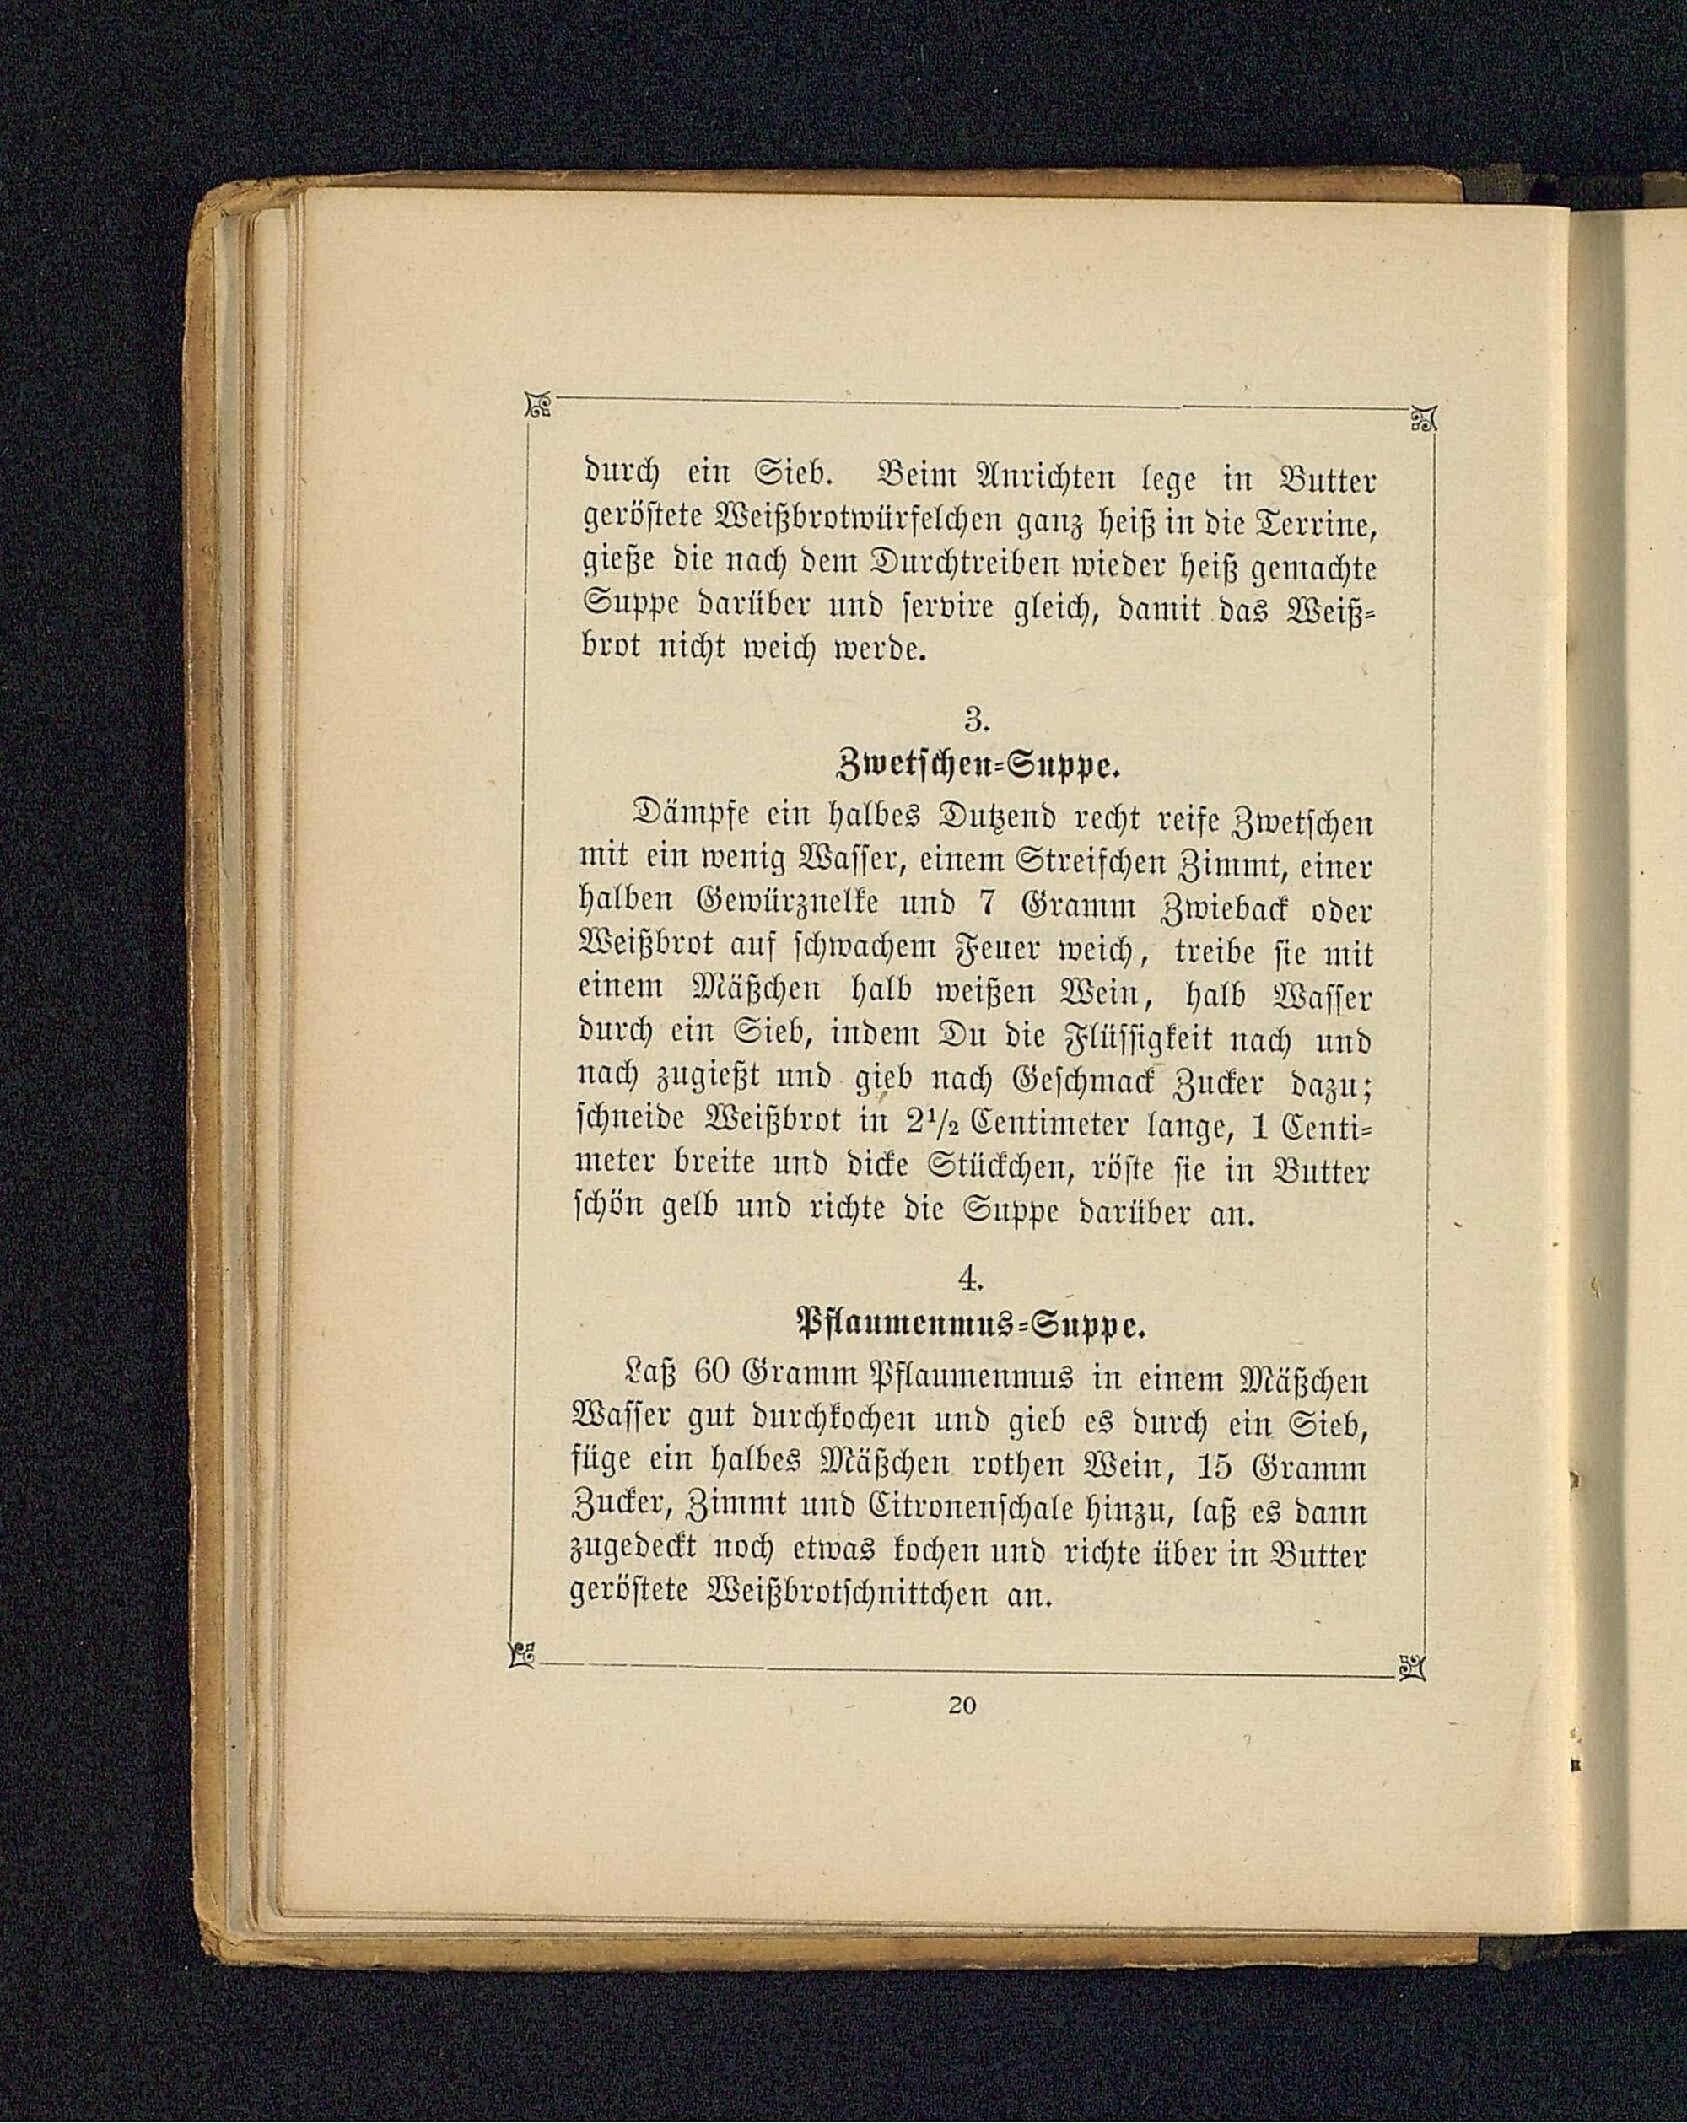 durch ein Sieb. Beim Anrichten lege in Butter
geröstete Weißbrotwürfelchen ganz heiß in die Terrine,
gieße die nach dem Durchtreiben wieder heiß gemachte
Suppe darüber und servire gleich, damit das Weiß-
brot nicht weich werde.
3.
Zwetschen-Suppe.
Dämpfe ein halbes Dutzend recht reife Zwetschen
mit ein wenig Wasser, einem Streifchen Zimmt, einer
halben Gewürznelke und 7 Gramm Zwieback oder
Weißbrot auf schwachem Feuer weich, treibe sie mit
einem Mäßchen halb weißen Wein, halb Wasser
durch ein Sieb, indem Du die Flüssigkeit nach und
nach zugießt und gieb nach Geschmack Zucker dazu;
schneide Weißbrot in 2½ Centimeter lange, 1 Centi-
meter breite und dicke Stückchen, röste sie in Butter
schön gelb und richte die Suppe darüber an.
4.
Pflaumenmus-Suppe.
Laß 60 Gramm Pflaumenmus in einem Mäßchen
Wasser gut durchkochen und gieb es durch ein Sieb,
füge ein halbes Mäßchen rothen Wein, 15 Gramm
Zucker, Zimmt und Citronenschale hinzu, laß es dann
zugedeckt noch etwas kochen und richte über in Butter
geröstete Weißbrotschnittchen an.
20